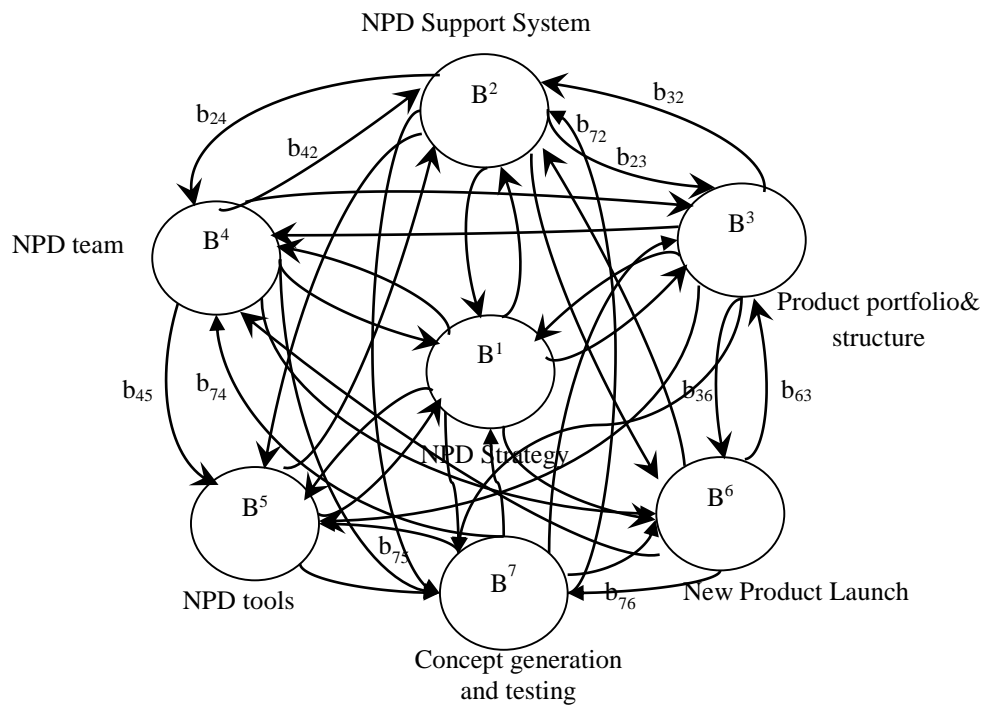 NPD Support System
B²
b₃₂
b₂₄
b₇₂
b₄₂
b₂₃
B³
B⁴
NPD team
Product portfolio&
structure
B¹
b₄₅
b₇₄
b₃₆
b₆₃
NPD Strategy
B⁵
B⁶
b₇₅
B⁷
NPD tools
b₇₆
New Product Launch
Concept generation
and testing